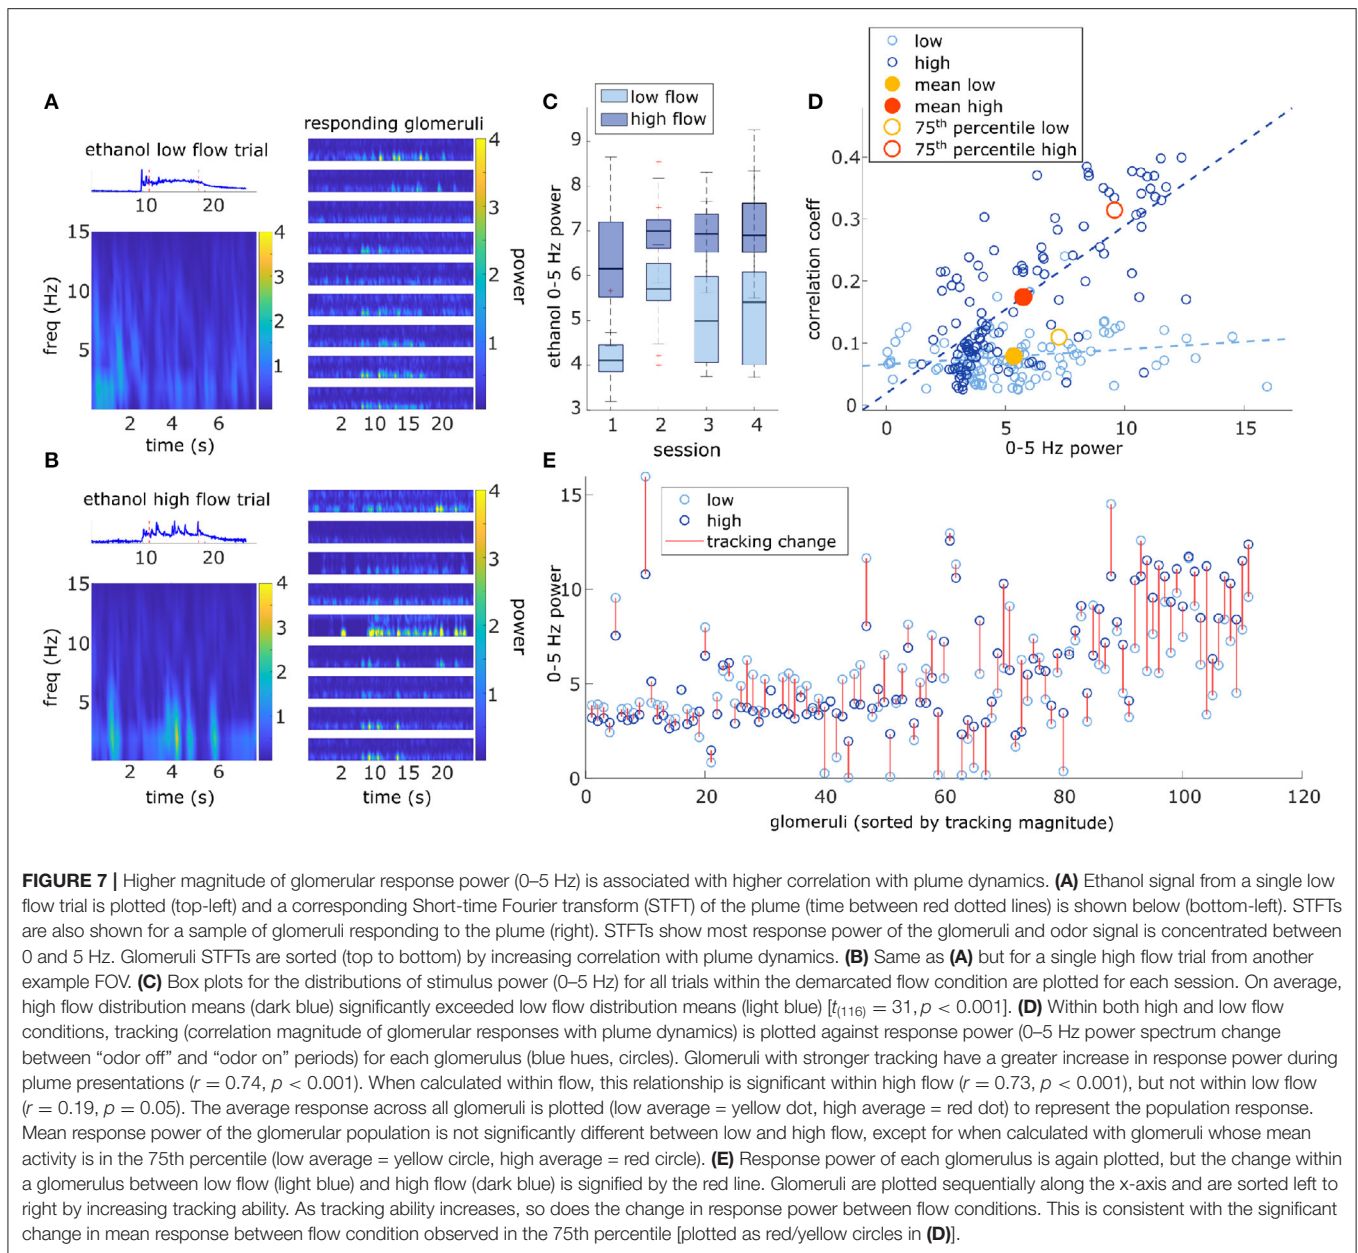 A
ethanol low flow trial
10 20
15
10
5
freq (Hz)
2 4 6
time (s)
4
3
2
1
responding glomeruli
4
3
2
1
power
2 10 15 20
B
ethanol high flow trial
10 20
15
10
5
freq (Hz)
2 4 6
time (s)
4
3
2
1
4
3
2
1
power
2 10 15 20
time (s)
C
low flow
high flow
9
8
7
6
5
4
3
ethanol 0-5 Hz power
1 2 3 4
session
D
low
high
mean low
mean high
75th percentile low
75th percentile high
0.4
0.3
0.2
0.1
0
correlation coeff
0 5 10 15
0-5 Hz power
E
low
high
tracking change
15
10
5
0
0-5 Hz power
0 20 40 60 80 100 120
glomeruli (sorted by tracking magnitude)
FIGURE 7 | Higher magnitude of glomerular response power (0–5 Hz) is associated with higher correlation with plume dynamics. (A) Ethanol signal from a single low
flow trial is plotted (top-left) and a corresponding Short-time Fourier transform (STFT) of the plume (time between red dotted lines) is shown below (bottom-left). STFTs
are also shown for a sample of glomeruli responding to the plume (right). STFTs show most response power of the glomeruli and odor signal is concentrated between
0 and 5 Hz. Glomeruli STFTs are sorted (top to bottom) by increasing correlation with plume dynamics. (B) Same as (A) but for a single high flow trial from another
example FOV. (C) Box plots for the distributions of stimulus power (0–5 Hz) for all trials within the demarcated flow condition are plotted for each session. On average,
high flow distribution means (dark blue) significantly exceeded low flow distribution means (light blue) [t(116) = 31, p < 0.001]. (D) Within both high and low flow
conditions, tracking (correlation magnitude of glomerular responses with plume dynamics) is plotted against response power (0–5 Hz power spectrum change
between “odor off” and “odor on” periods) for each glomerulus (blue hues, circles). Glomeruli with stronger tracking have a greater increase in response power during
plume presentations (r = 0.74, p < 0.001). When calculated within flow, this relationship is significant within high flow (r = 0.73, p < 0.001), but not within low flow
(r = 0.19, p = 0.05). The average response across all glomeruli is plotted (low average = yellow dot, high average = red dot) to represent the population response.
Mean response power of the glomerular population is not significantly different between low and high flow, except for when calculated with glomeruli whose mean
activity is in the 75th percentile (low average = yellow circle, high average = red circle). (E) Response power of each glomerulus is again plotted, but the change within
a glomerulus between low flow (light blue) and high flow (dark blue) is signified by the red line. Glomeruli are plotted sequentially along the x-axis and are sorted left to
right by increasing tracking ability. As tracking ability increases, so does the change in response power between flow conditions. This is consistent with the significant
change in mean response between flow condition observed in the 75th percentile [plotted as red/yellow circles in (D)].